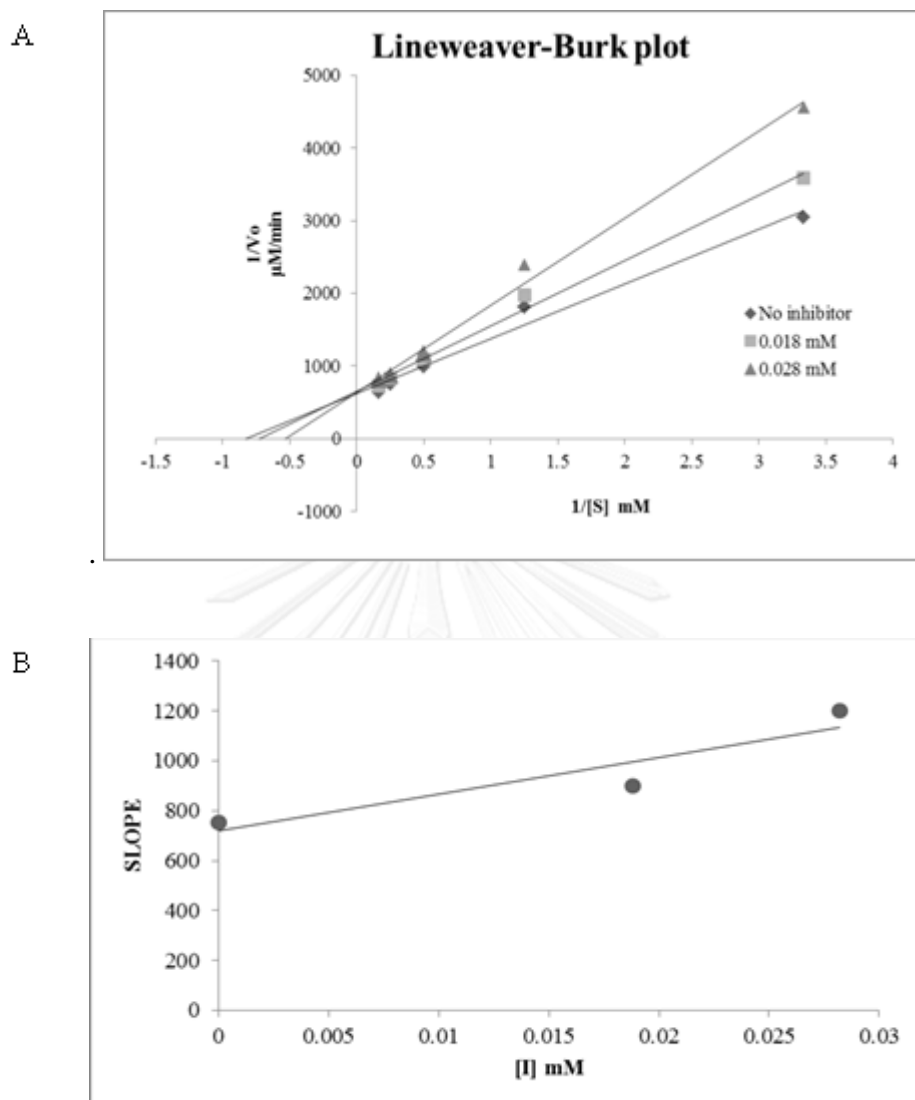 A
Lineweaver-Burk plot
5000
4000
3000
2000
1000
0
-1000
1/Vo
µM/min
-1.5 -1 -0.5 0 0.5 1 1.5 2 2.5 3 3.5 4
1/[S] mM
No inhibitor
0.018 mM
0.028 mM
.
B
1400
1200
1000
800
600
400
200
0
SLOPE
0 0.005 0.01 0.015 0.02 0.025 0.03
[I] mM